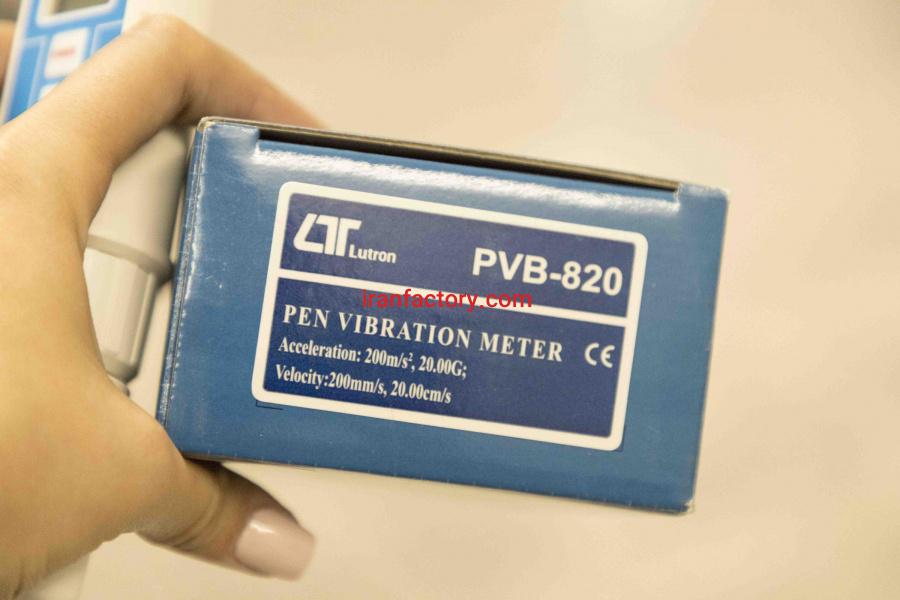 LT Lutron
PVB-820
iranfactory.com
PEN VIBRATION METER
CE
Acceleration: 200m/s², 20.00G;
Velocity:200mm/s, 20.00cm/s